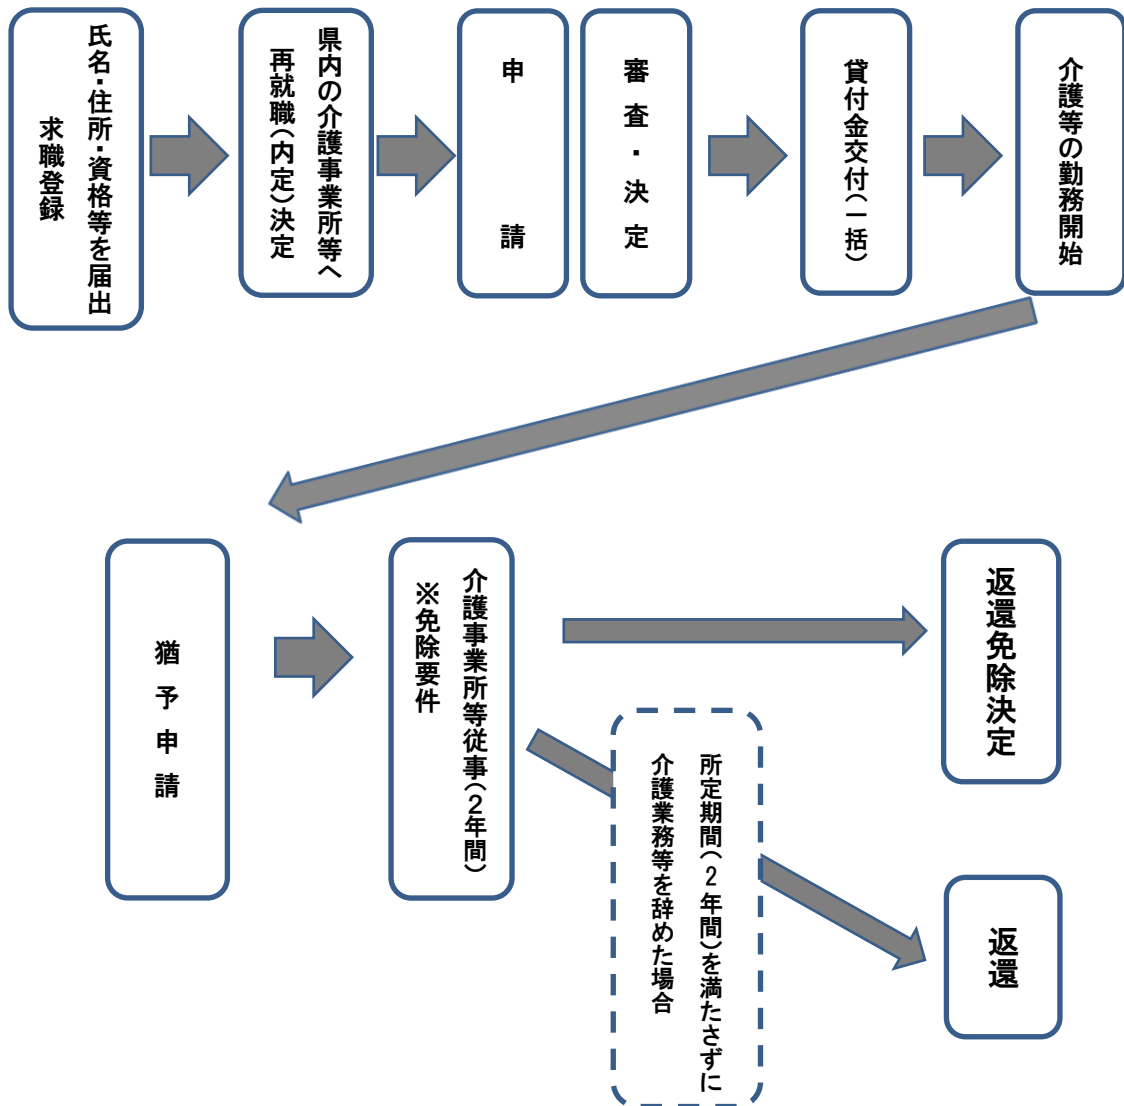 氏名・住所・資格等を届出
求職登録
県内の介護事業所等へ
再就職（内定）決定
申請
審査・決定
貸付金交付（一括）
介護等の勤務開始
猶予申請
介護事業所等従事（２年間）
※免除要件
返還免除決定
所定期間（２年間）を満たさずに
介護業務等を辞めた場合
返還